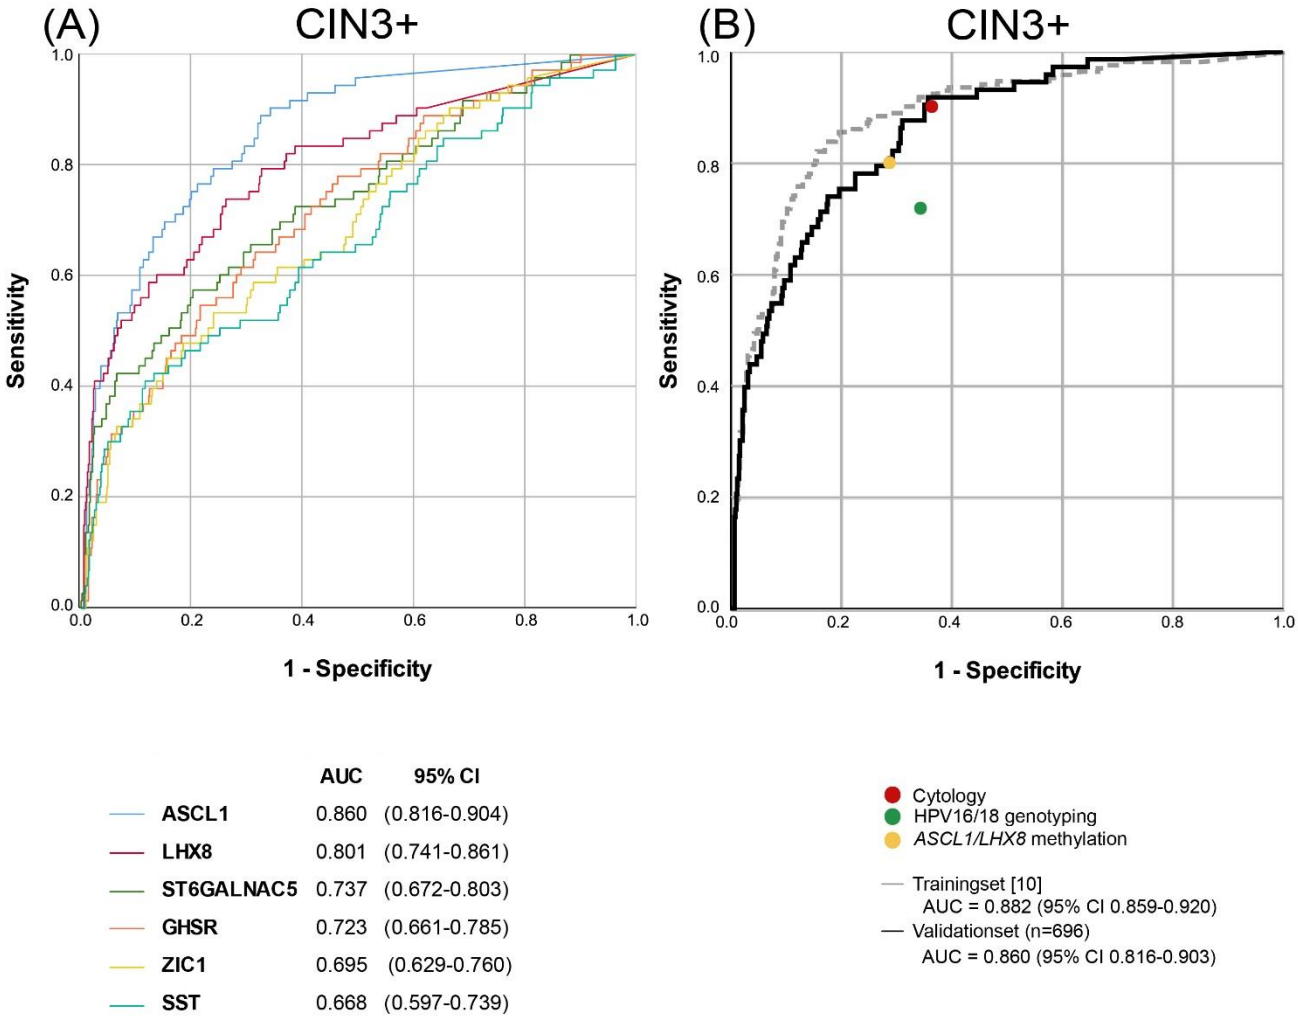 (A) CIN3+
1.0
0.8
0.6
0.4
0.2
0.0
Sensitivity
0.0 0.2 0.4 0.6 0.8 1.0
1 - Specificity
(B) CIN3+
1.0
0.8
0.6
0.4
0.2
0.0
Sensitivity
0.0 0.2 0.4 0.6 0.8 1.0
1 - Specificity
AUC 95% CI
ASCL1 0.860 (0.816-0.904)
LHX8 0.801 (0.741-0.861)
ST6GALNAC5 0.737 (0.672-0.803)
GHSR 0.723 (0.661-0.785)
ZIC1 0.695 (0.629-0.760)
SST 0.668 (0.597-0.739)
Cytology
HPV16/18 genotyping
ASCL1/LHX8 methylation
Trainingset [10]
AUC = 0.882 (95% CI 0.859-0.920)
Validationset (n=696)
AUC = 0.860 (95% CI 0.816-0.903)